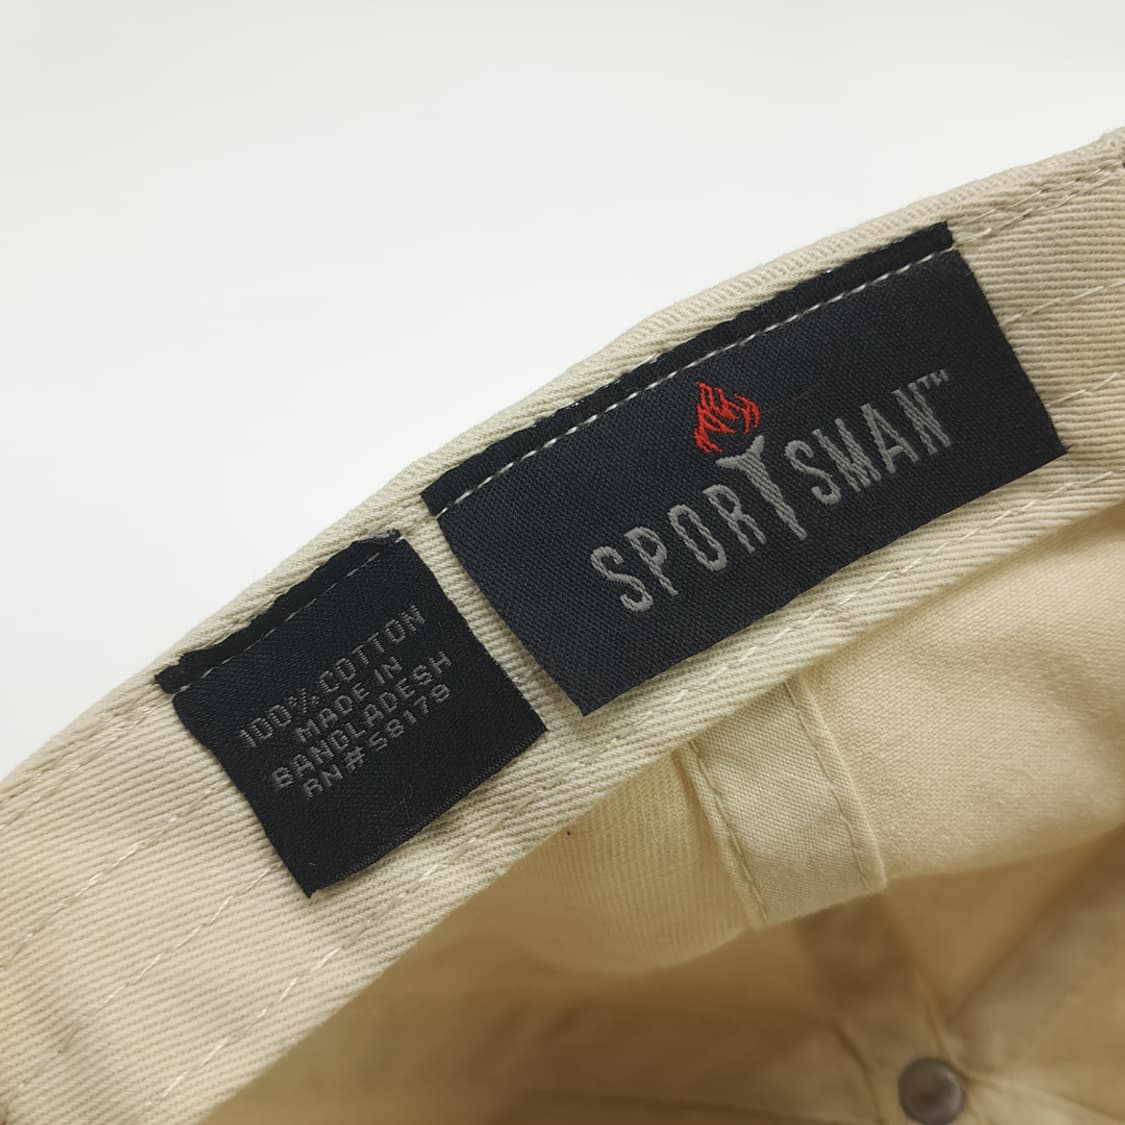 SPORTSMAN™
100% COTTON
MADE IN
BANGLADESH
RN#58179